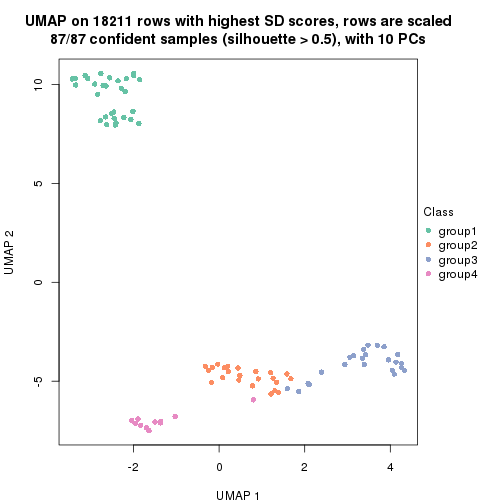 UMAP on 18211 rows with highest SD scores, rows are scaled
87/87 confident samples (silhouette > 0.5), with 10 PCs
10
5
0
-5
UMAP 2
-2
0
2
4
UMAP 1
Class
group1
group2
group3
group4